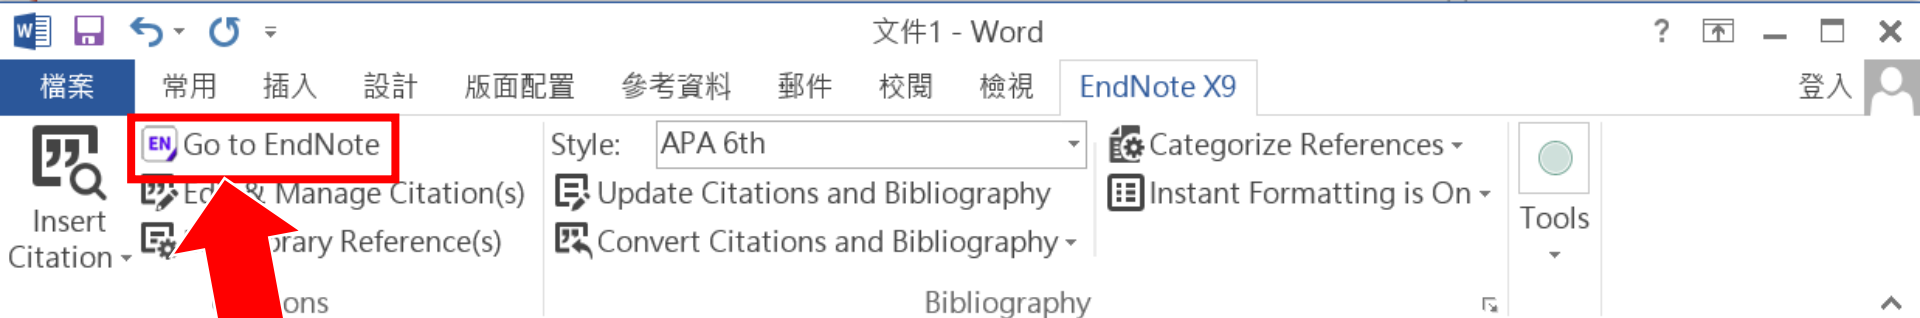 文件1 - Word
?
檔案 常用 插入 設計 版面配置 參考資料 郵件 校閱 檢視 EndNote X9 登入
Insert Citation
EN Go to EndNote
& Manage Citation(s)
Reference(s)
Style: APA 6th
Update Citations and Bibliography
Convert Citations and Bibliography
Bibliography
Categorize References
Instant Formatting is On
Tools